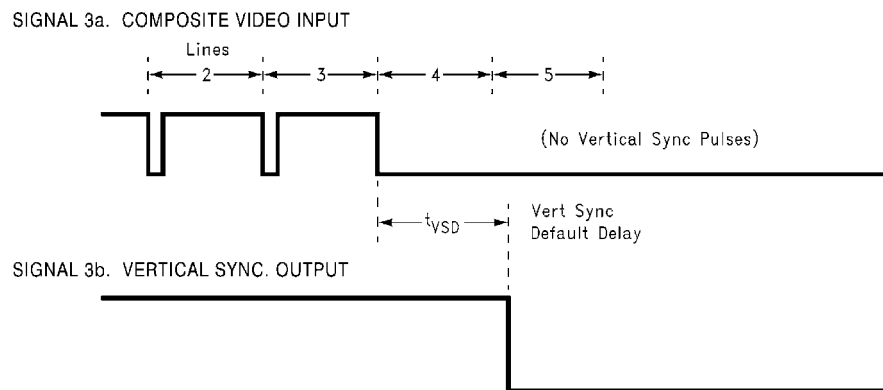 SIGNAL 3a. COMPOSITE VIDEO INPUT
Lines
2 3 4 5
(No Vertical Sync Pulses)
tVSD
Vert Sync
Default Delay
SIGNAL 3b. VERTICAL SYNC. OUTPUT